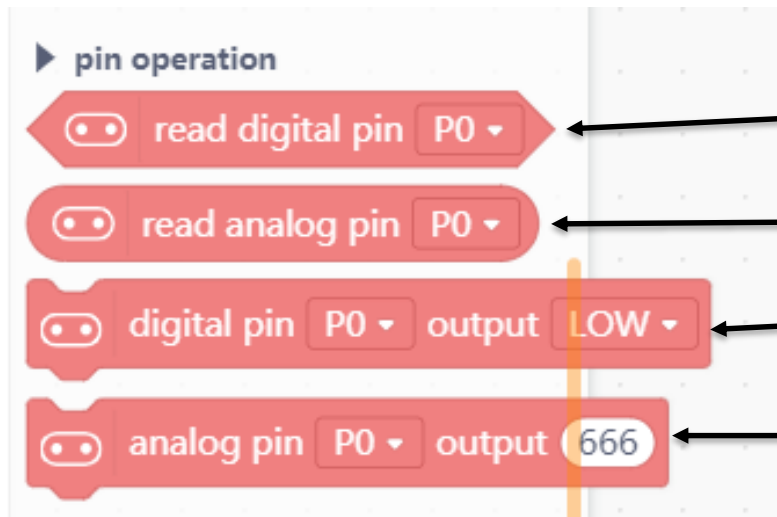 pin operation
read digital pin P0
read analog pin P0
digital pin P0 output LOW
analog pin P0 output 666